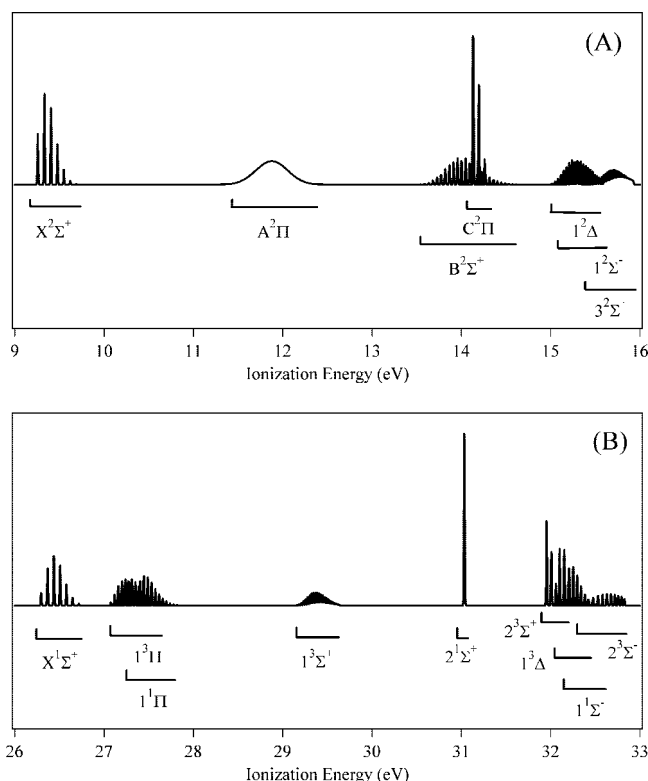 (A)
X²Σ⁺
A²Π
C²Π
1²Δ
B²Σ⁺
1²Σ⁻
3²Σ⁻
9 10 11 12 13 14 15 16
Ionization Energy (eV)
(B)
X¹Σ⁺
1³Π
1³Σ⁺
2¹Σ⁺
2³Σ⁺
2³Σ⁻
1³Δ
1¹Π
1¹Σ⁻
26 27 28 29 30 31 32 33
Ionization Energy (eV)